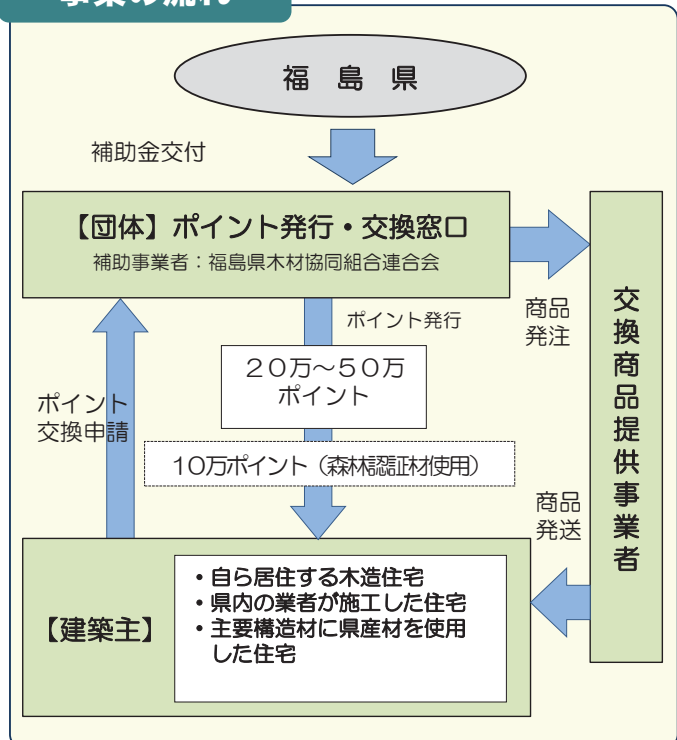 事業の流れ
福島県
補助金交付
【団体】ポイント発行・交換窓口
補助事業者：福島県木材協同組合連合会
ポイント発行
商品
発注
２０万～５０万
ポイント
ポイント
交換申請
１０万ポイント（森林認証材使用）
交換商品提供事業者
商品
発送
【建築主】
・自ら居住する木造住宅
・県内の業者が施工した住宅
・主要構造材に県産材を使用
した住宅